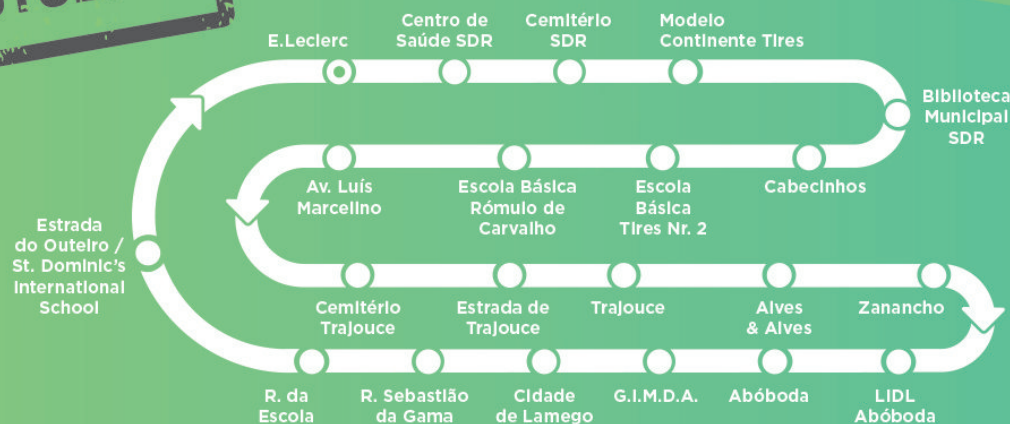 E.Leclerc
Centro de
Saúde SDR
Cemitério
SDR
Modelo
Continente Tires
Biblioteca
Municipal
SDR
Av. Luís
Marcelino
Escola Básica
Rómulo de
Carvalho
Escola
Básica
Tires Nr. 2
Cabecinhos
Estrada
do Outeiro /
St. Dominic's
International
School
Cemitério
Trajouce
Estrada de
Trajouce
Trajouce
Alves
& Alves
Zanancho
R. da
Escola
R. Sebastião
da Gama
Cidade
de Lamego
G.I.M.D.A.
Abóboda
LIDL
Abóboda